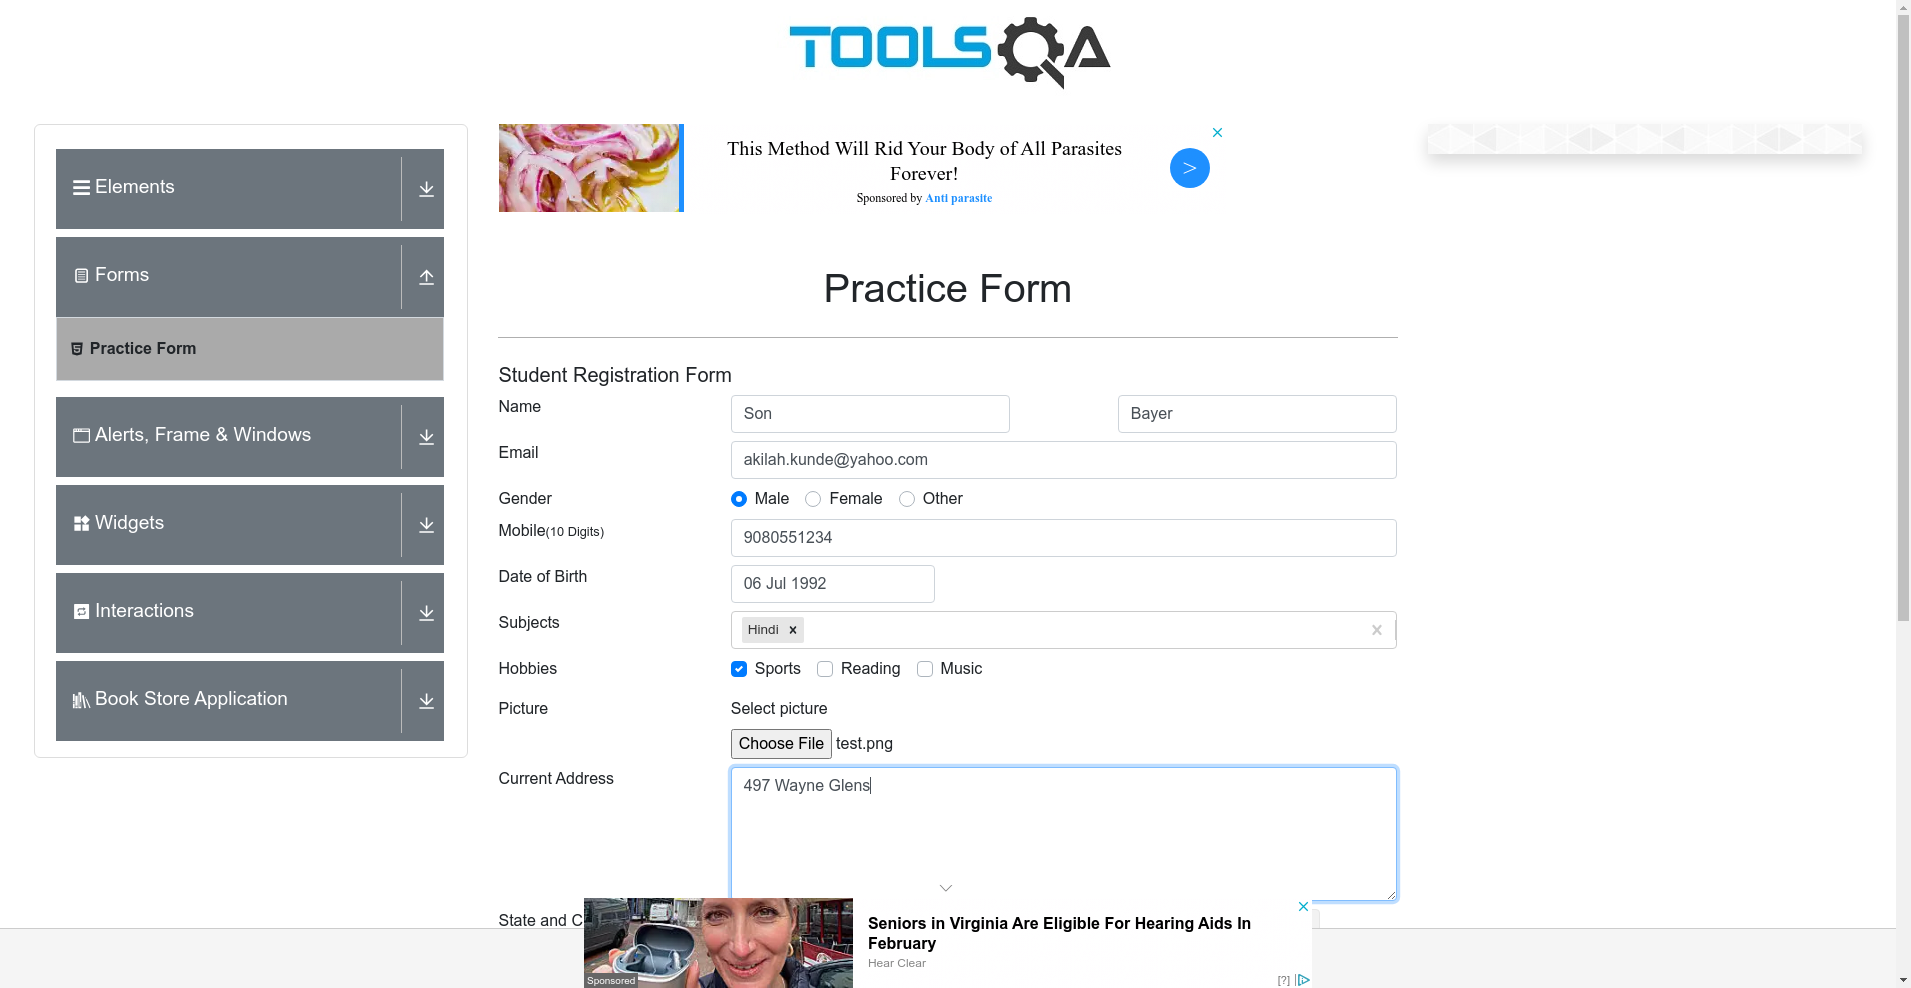 TOOLSQA
Elements
Forms
Practice Form
Alerts, Frame & Windows
Widgets
Interactions
Book Store Application
This Method Will Rid Your Body of All Parasites
Forever!
Sponsored by Anti parasite
>
Practice Form
Student Registration Form
Name
Son
Bayer
Email
akilah.kunde@yahoo.com
Gender
Male
Female
Other
Mobile(10 Digits)
9080551234
Date of Birth
06 Jul 1992
Subjects
Hindi
Hobbies
Sports
Reading
Music
Picture
Select picture
Choose File test.png
Current Address
497 Wayne Glens
State and C
Seniors in Virginia Are Eligible For Hearing Aids In
February
Hear Clear
Sponsored
[?]